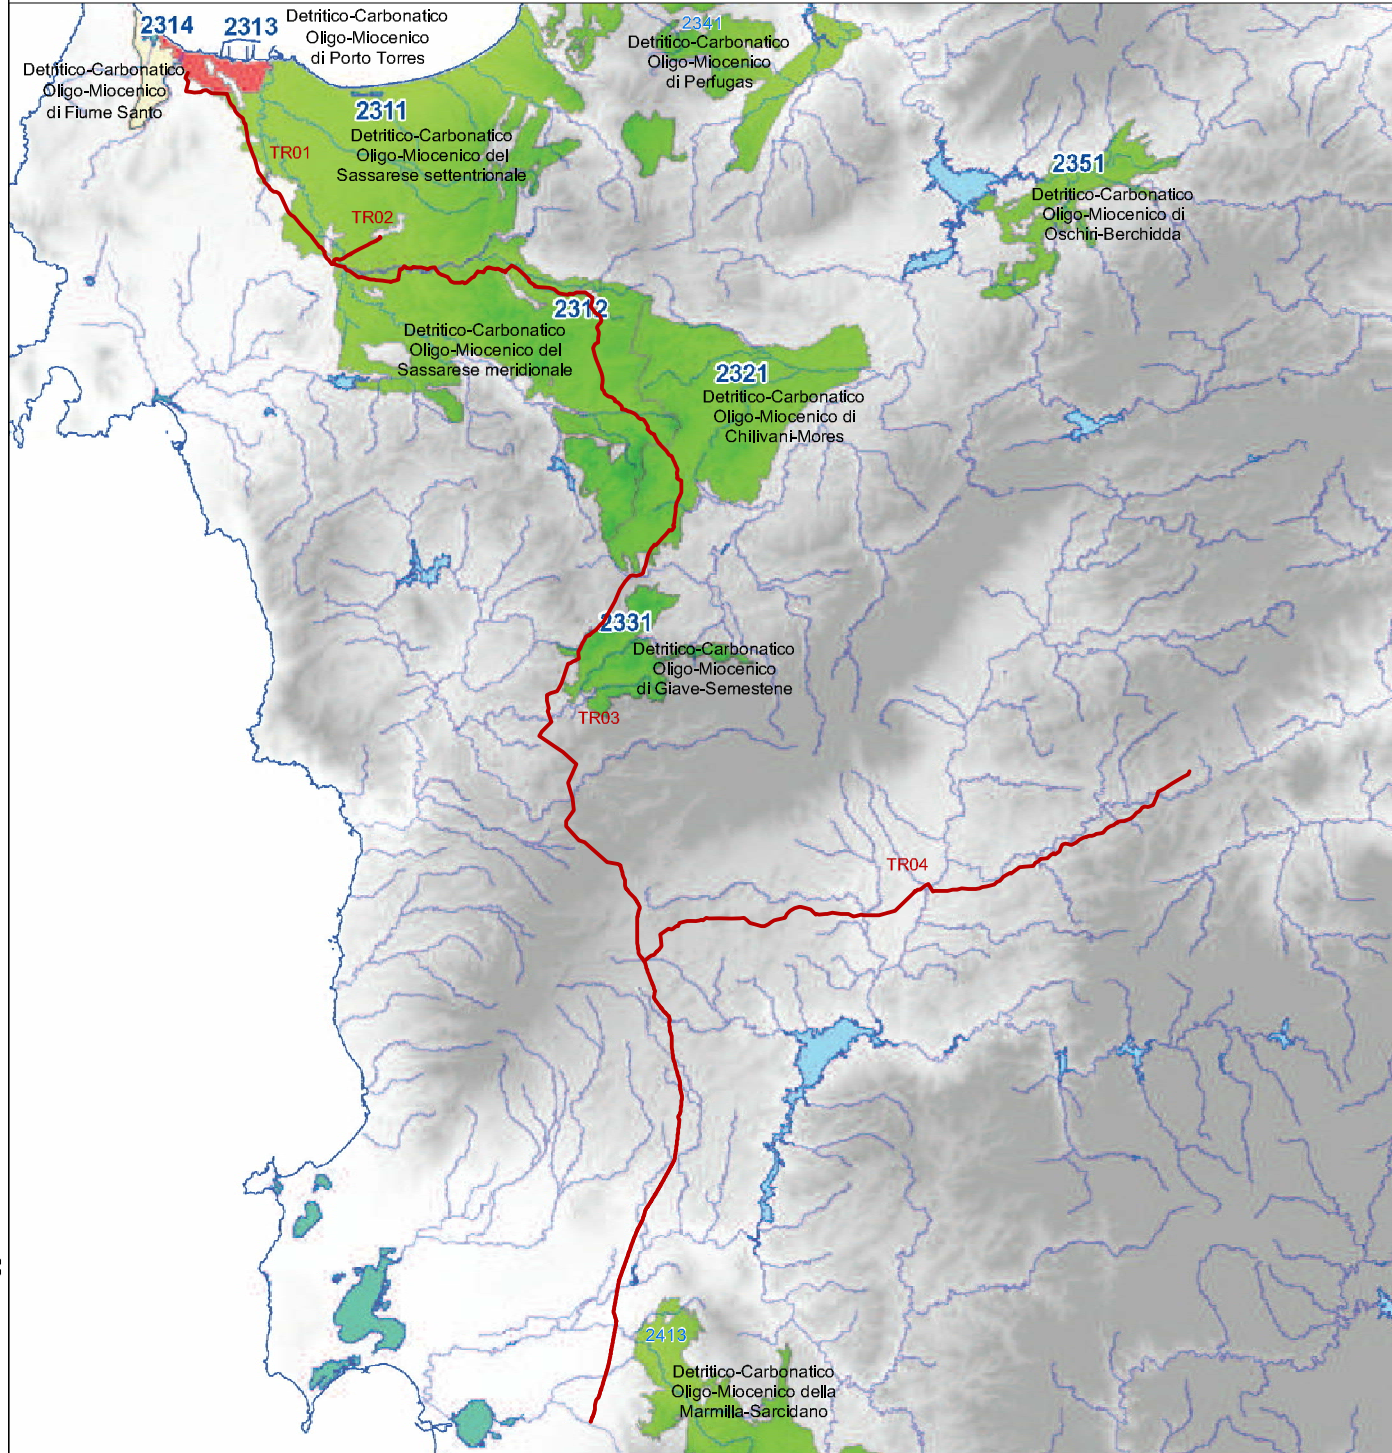 2314
2313
Detritico-Carbonatico
Oligo-Miocenico
di Porto Torres
2341
Detritico-Carbonatico
Oligo-Miocenico
di Perfugas
Detritico-Carbonatico
Oligo-Miocenico
di Fiume Santo
2311
Detritico-Carbonatico
Oligo-Miocenico del
Sassarese settentrionale
TR01
2351
Detritico-Carbonatico
Oligo-Miocenico di
Oschiri-Berchidda
TR02
2312
Detritico-Carbonatico
Oligo-Miocenico del
Sassarese meridionale
2321
Detritico-Carbonatico
Oligo-Miocenico di
Chilivani-Mores
2331
Detritico-Carbonatico
Oligo-Miocenico
di Giave-Semestene
TR03
TR04
2413
Detritico-Carbonatico
Oligo-Miocenico della
Marmilla-Sarcidano